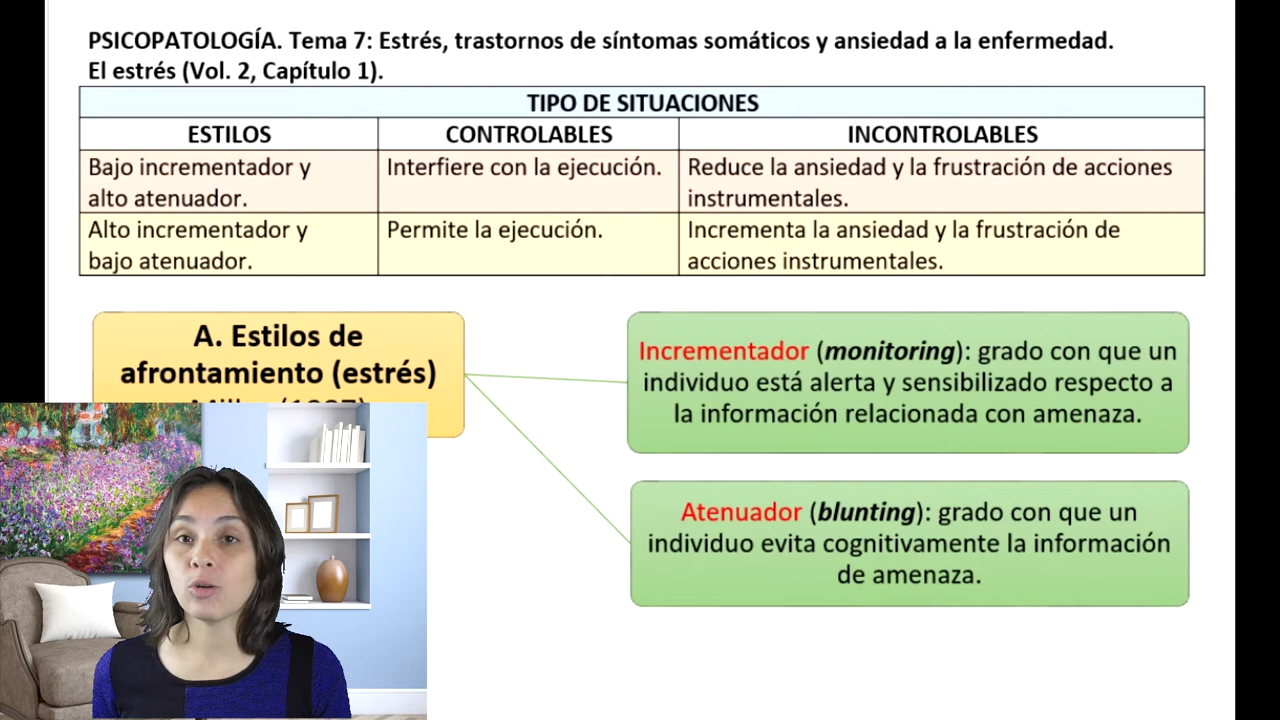 PSICOPATOLOGÍA. Tema 7: Estrés, trastornos de síntomas somáticos y ansiedad a la enfermedad.
El estrés (Vol. 2, Capítulo 1).
TIPO DE SITUACIONES
ESTILOS CONTROLABLES INCONTROLABLES
Bajo incrementador y
alto atenuador.
Interfiere con la ejecución.
Reduce la ansiedad y la frustración de acciones
instrumentales.
Alto incrementador y
bajo atenuador.
Permite la ejecución.
Incrementa la ansiedad y la frustración de
acciones instrumentales.
A. Estilos de
afrontamiento (estrés)
Incrementador (monitoring): grado con que un
individuo está alerta y sensibilizado respecto a
la información relacionada con amenaza.
Atenuador (blunting): grado con que un
individuo evita cognitivamente la información
de amenaza.